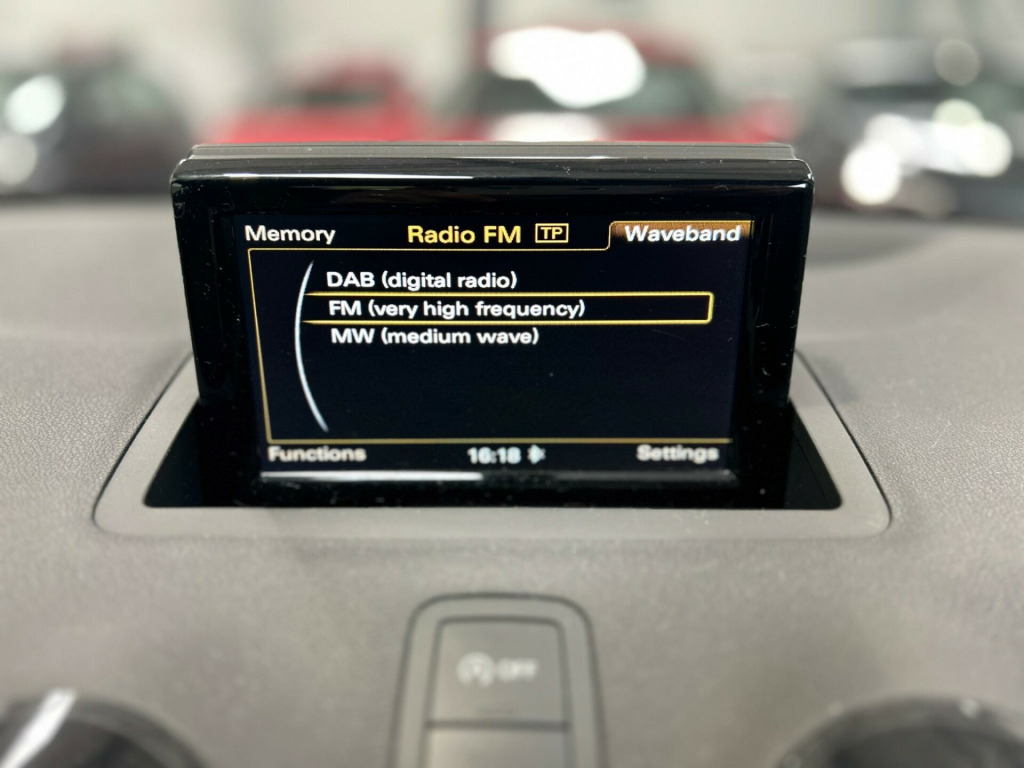 Memory Radio FM TP Waveband
DAB (digital radio)
FM (very high frequency)
MW (medium wave)
Functions 16:18 Settings
OFF